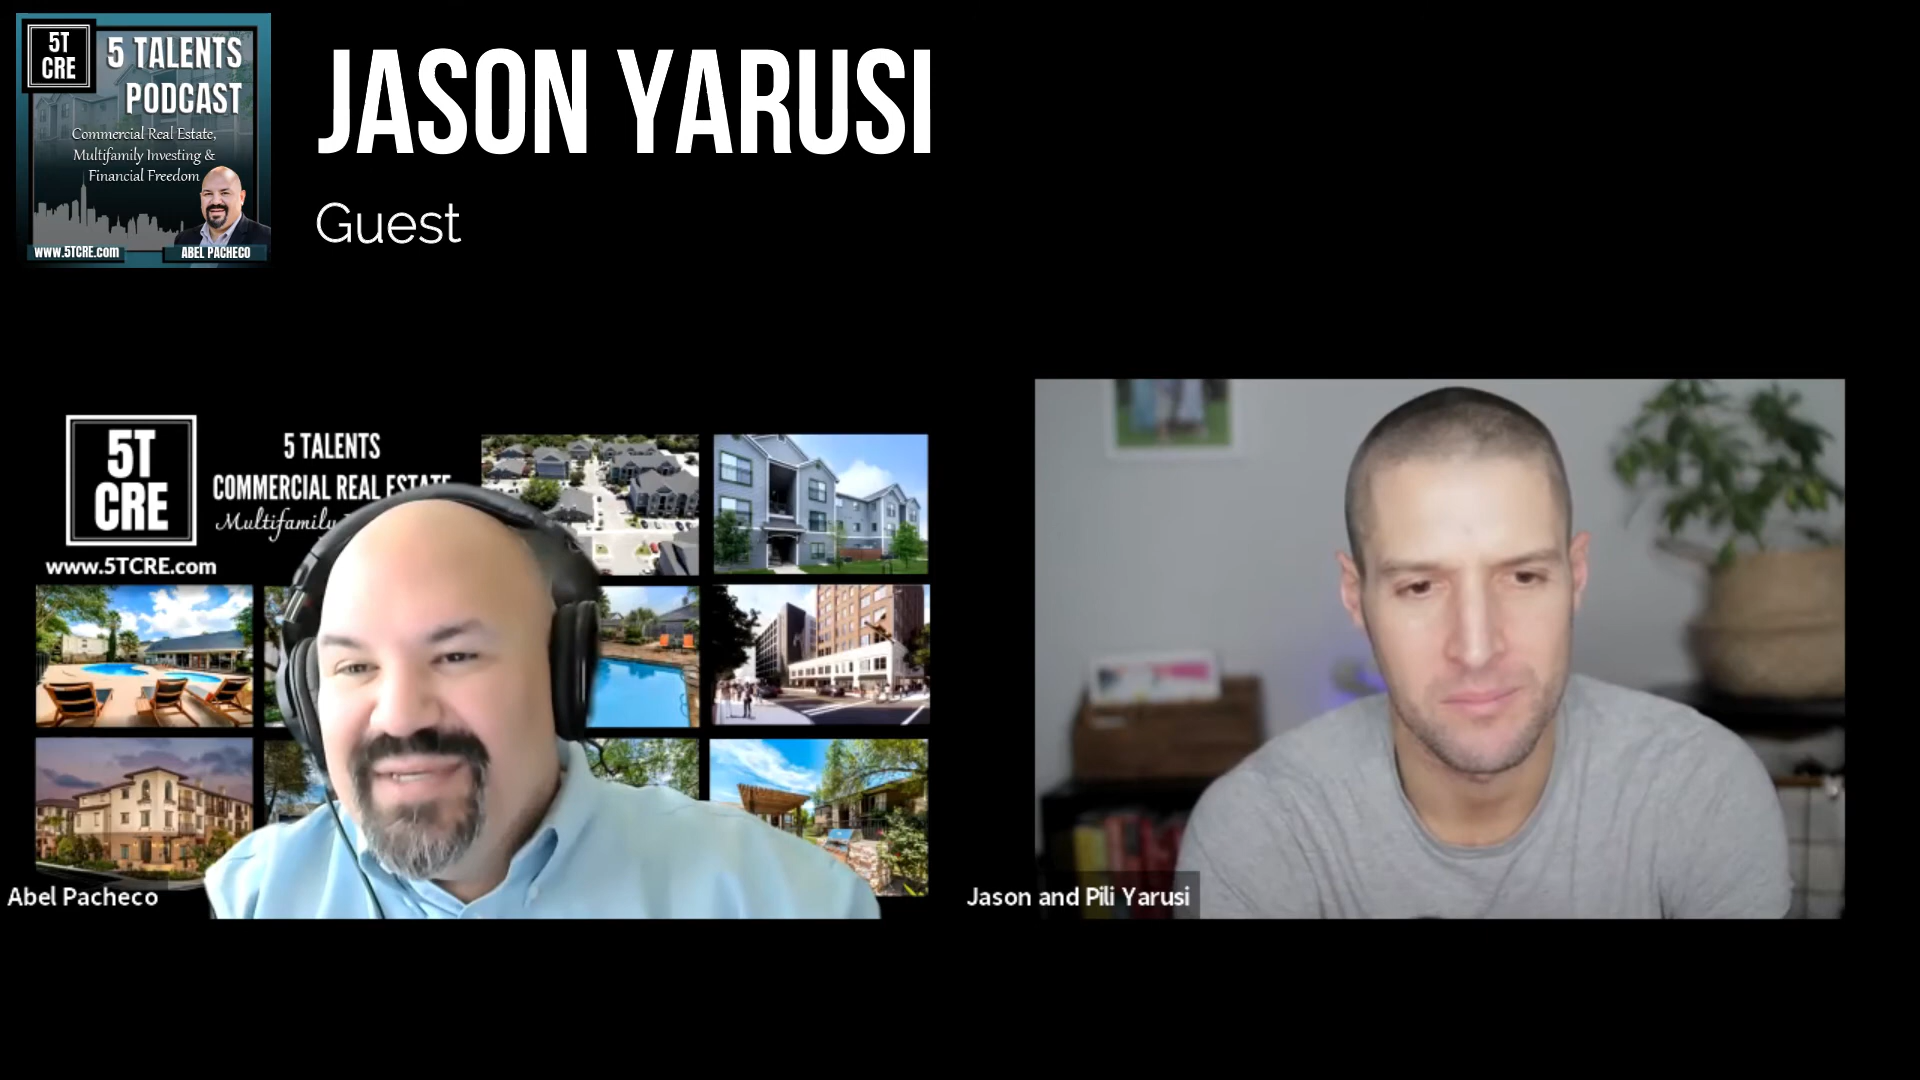 5T
CRE
5 TALENTS
PODCAST
Commercial Real Estate,
Multifamily Investing &
Financial Freedom
www.5TCRE.com
ABEL PACHECO
JASON YARUSI
Guest
5T
CRE
5 TALENTS
COMMERCIAL REAL ESTATE
Multifamily
www.5TCRE.com
Abel Pacheco
Jason and Pili Yarusi